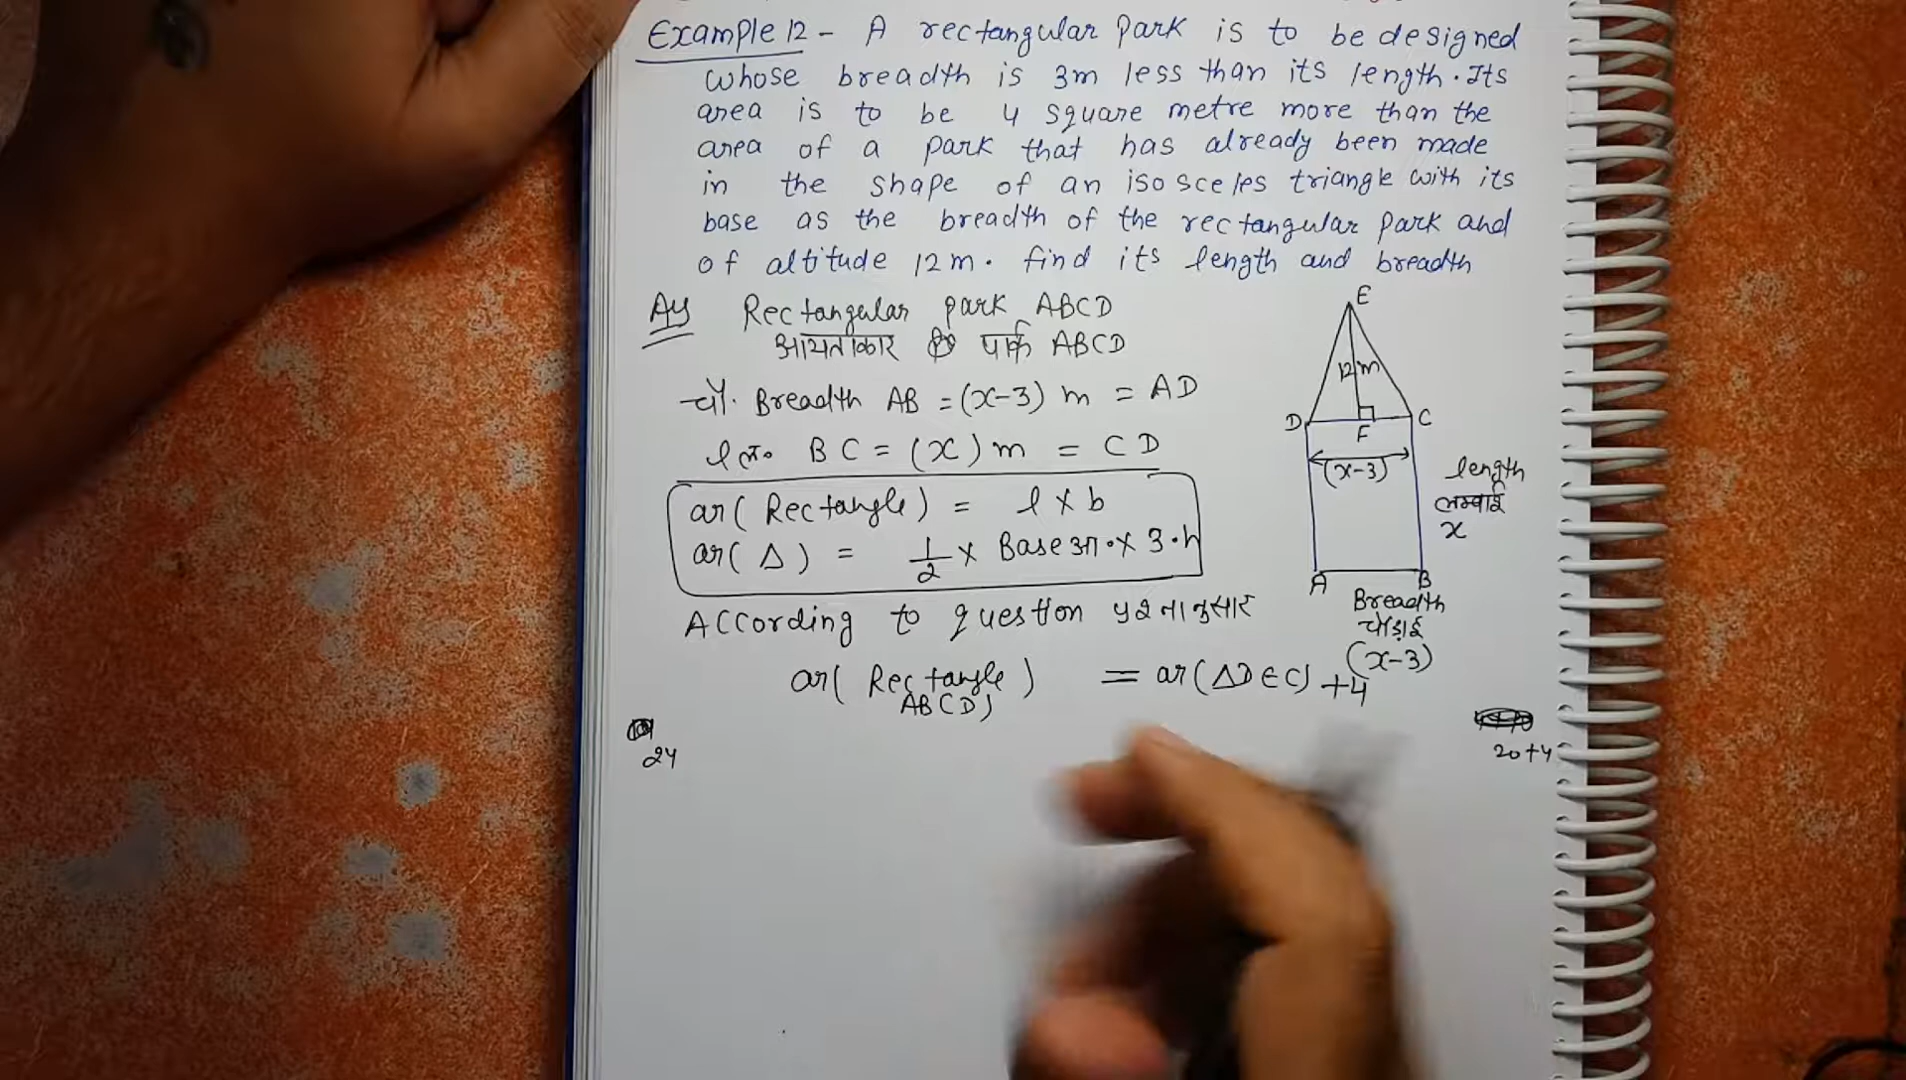 Example 12 - A rectangular park is to be designed
whose breadth is 3m less than its length. Its
area is to be 4 square metre more than the
area of a park that has already been made
in the shape of an isosceles triangle with its
base as the breadth of the rectangular park and
of altitude 12m. find its length and breadth
Rectangular park ABCD
आयताकार पार्क ABCD
चौ. Breadth AB = (x-3) m = AD
ल० BC = (x) m = CD
ar( Rectangle ) = l × b
ar( Δ ) = 1/2 × Base आ० × उ. h
According to question प्रश्नानुसार
ar( Rectangle ABCD ) = ar(ΔDEC) + 4
24
20+4
E
12m
D
F
C
(x-3)
length
लम्बाई
x
A
B
Breadth
चौड़ाई
(x-3)